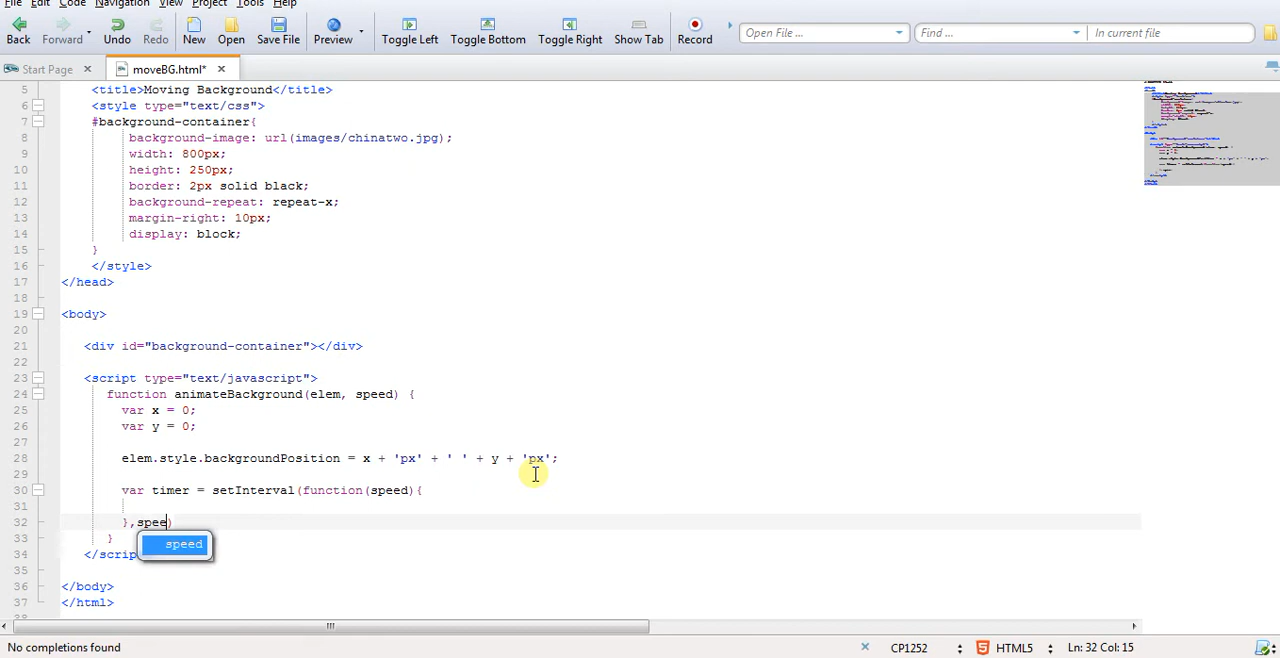 File Edit Code Navigation View Project Tools Help
Back Forward Undo Redo New Open Save File Preview Toggle Left Toggle Bottom Toggle Right Show Tab Record Open File ... Find ... In current file
Start Page moveBG.html*
5 <title>Moving Background</title>
6 <style type="text/css">
7 #background-container{
8 background-image: url(images/chinatwo.jpg);
9 width: 800px;
10 height: 250px;
11 border: 2px solid black;
12 background-repeat: repeat-x;
13 margin-right: 10px;
14 display: block;
15 }
16 </style>
17 </head>
18
19 <body>
20
21 <div id="background-container"></div>
22
23 <script type="text/javascript">
24 function animateBackground(elem, speed) {
25 var x = 0;
26 var y = 0;
27
28 elem.style.backgroundPosition = x + 'px' + ' ' + y + 'px';
29
30 var timer = setInterval(function(speed){
31
32 },spee)
speed
33 }
34 </scrip
35
36 </body>
37 </html>
38
No completions found CP1252 HTML5 Ln: 32 Col: 15